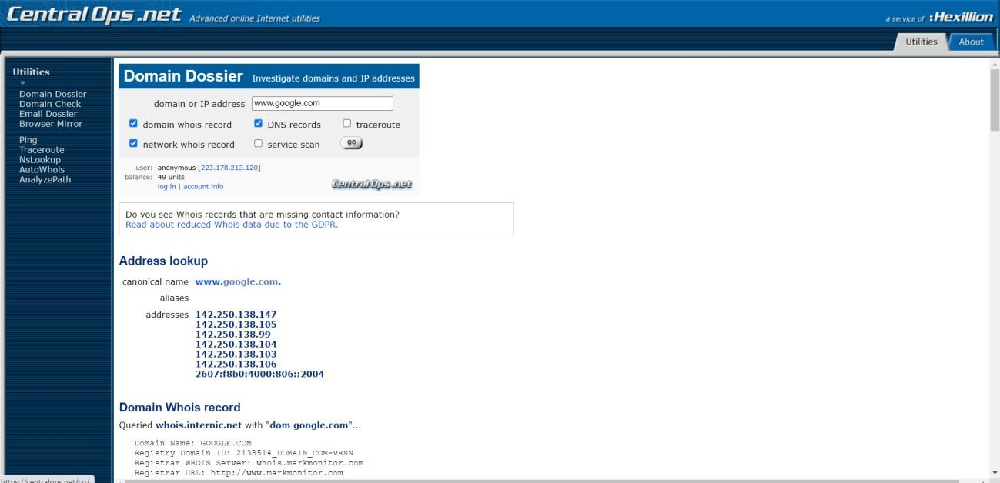 CentralOps.net Advanced online Internet utilities
a service of :Hexillion
Utilities About
Utilities
Domain Dossier
Domain Check
Email Dossier
Browser Mirror
Ping
Traceroute
NsLookup
AutoWhois
AnalyzePath
Domain Dossier Investigate domains and IP addresses
domain or IP address www.google.com
domain whois record DNS records traceroute
network whois record service scan go
user: anonymous [223.178.213.120]
balance: 49 units
log in | account info
CentralOps.net
Do you see Whois records that are missing contact information?
Read about reduced Whois data due to the GDPR.
Address lookup
canonical name www.google.com.
aliases
addresses 142.250.138.147
142.250.138.105
142.250.138.99
142.250.138.104
142.250.138.103
142.250.138.106
2607:f8b0:4000:806::2004
Domain Whois record
Queried whois.internic.net with "dom google.com"...
Domain Name: GOOGLE.COM
Registry Domain ID: 2138514_DOMAIN_COM-VRSN
Registrar WHOIS Server: whois.markmonitor.com
Registrar URL: http://www.markmonitor.com
https://centralops.net/co/